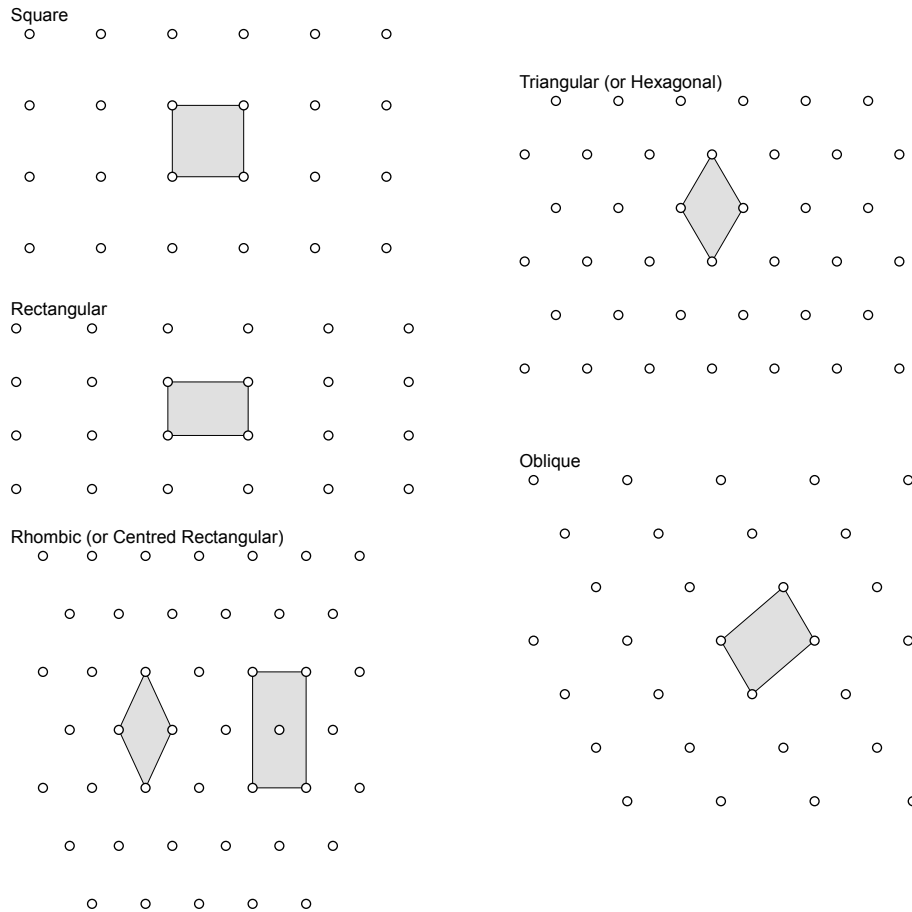 Square
Rectangular
Rhombic (or Centred Rectangular)
Triangular (or Hexagonal)
Oblique